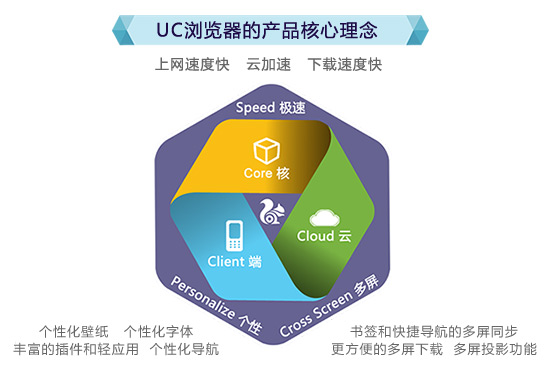 UC浏览器的产品核心理念
上网速度快 云加速 下载速度快
Speed 极速
Core 核
Cloud 云
Client 端
Personalize 个性
Cross Screen 多屏
个性化壁纸 个性化字体
丰富的插件和轻应用 个性化导航
书签和快捷导航的多屏同步
更方便的多屏下载 多屏投影功能